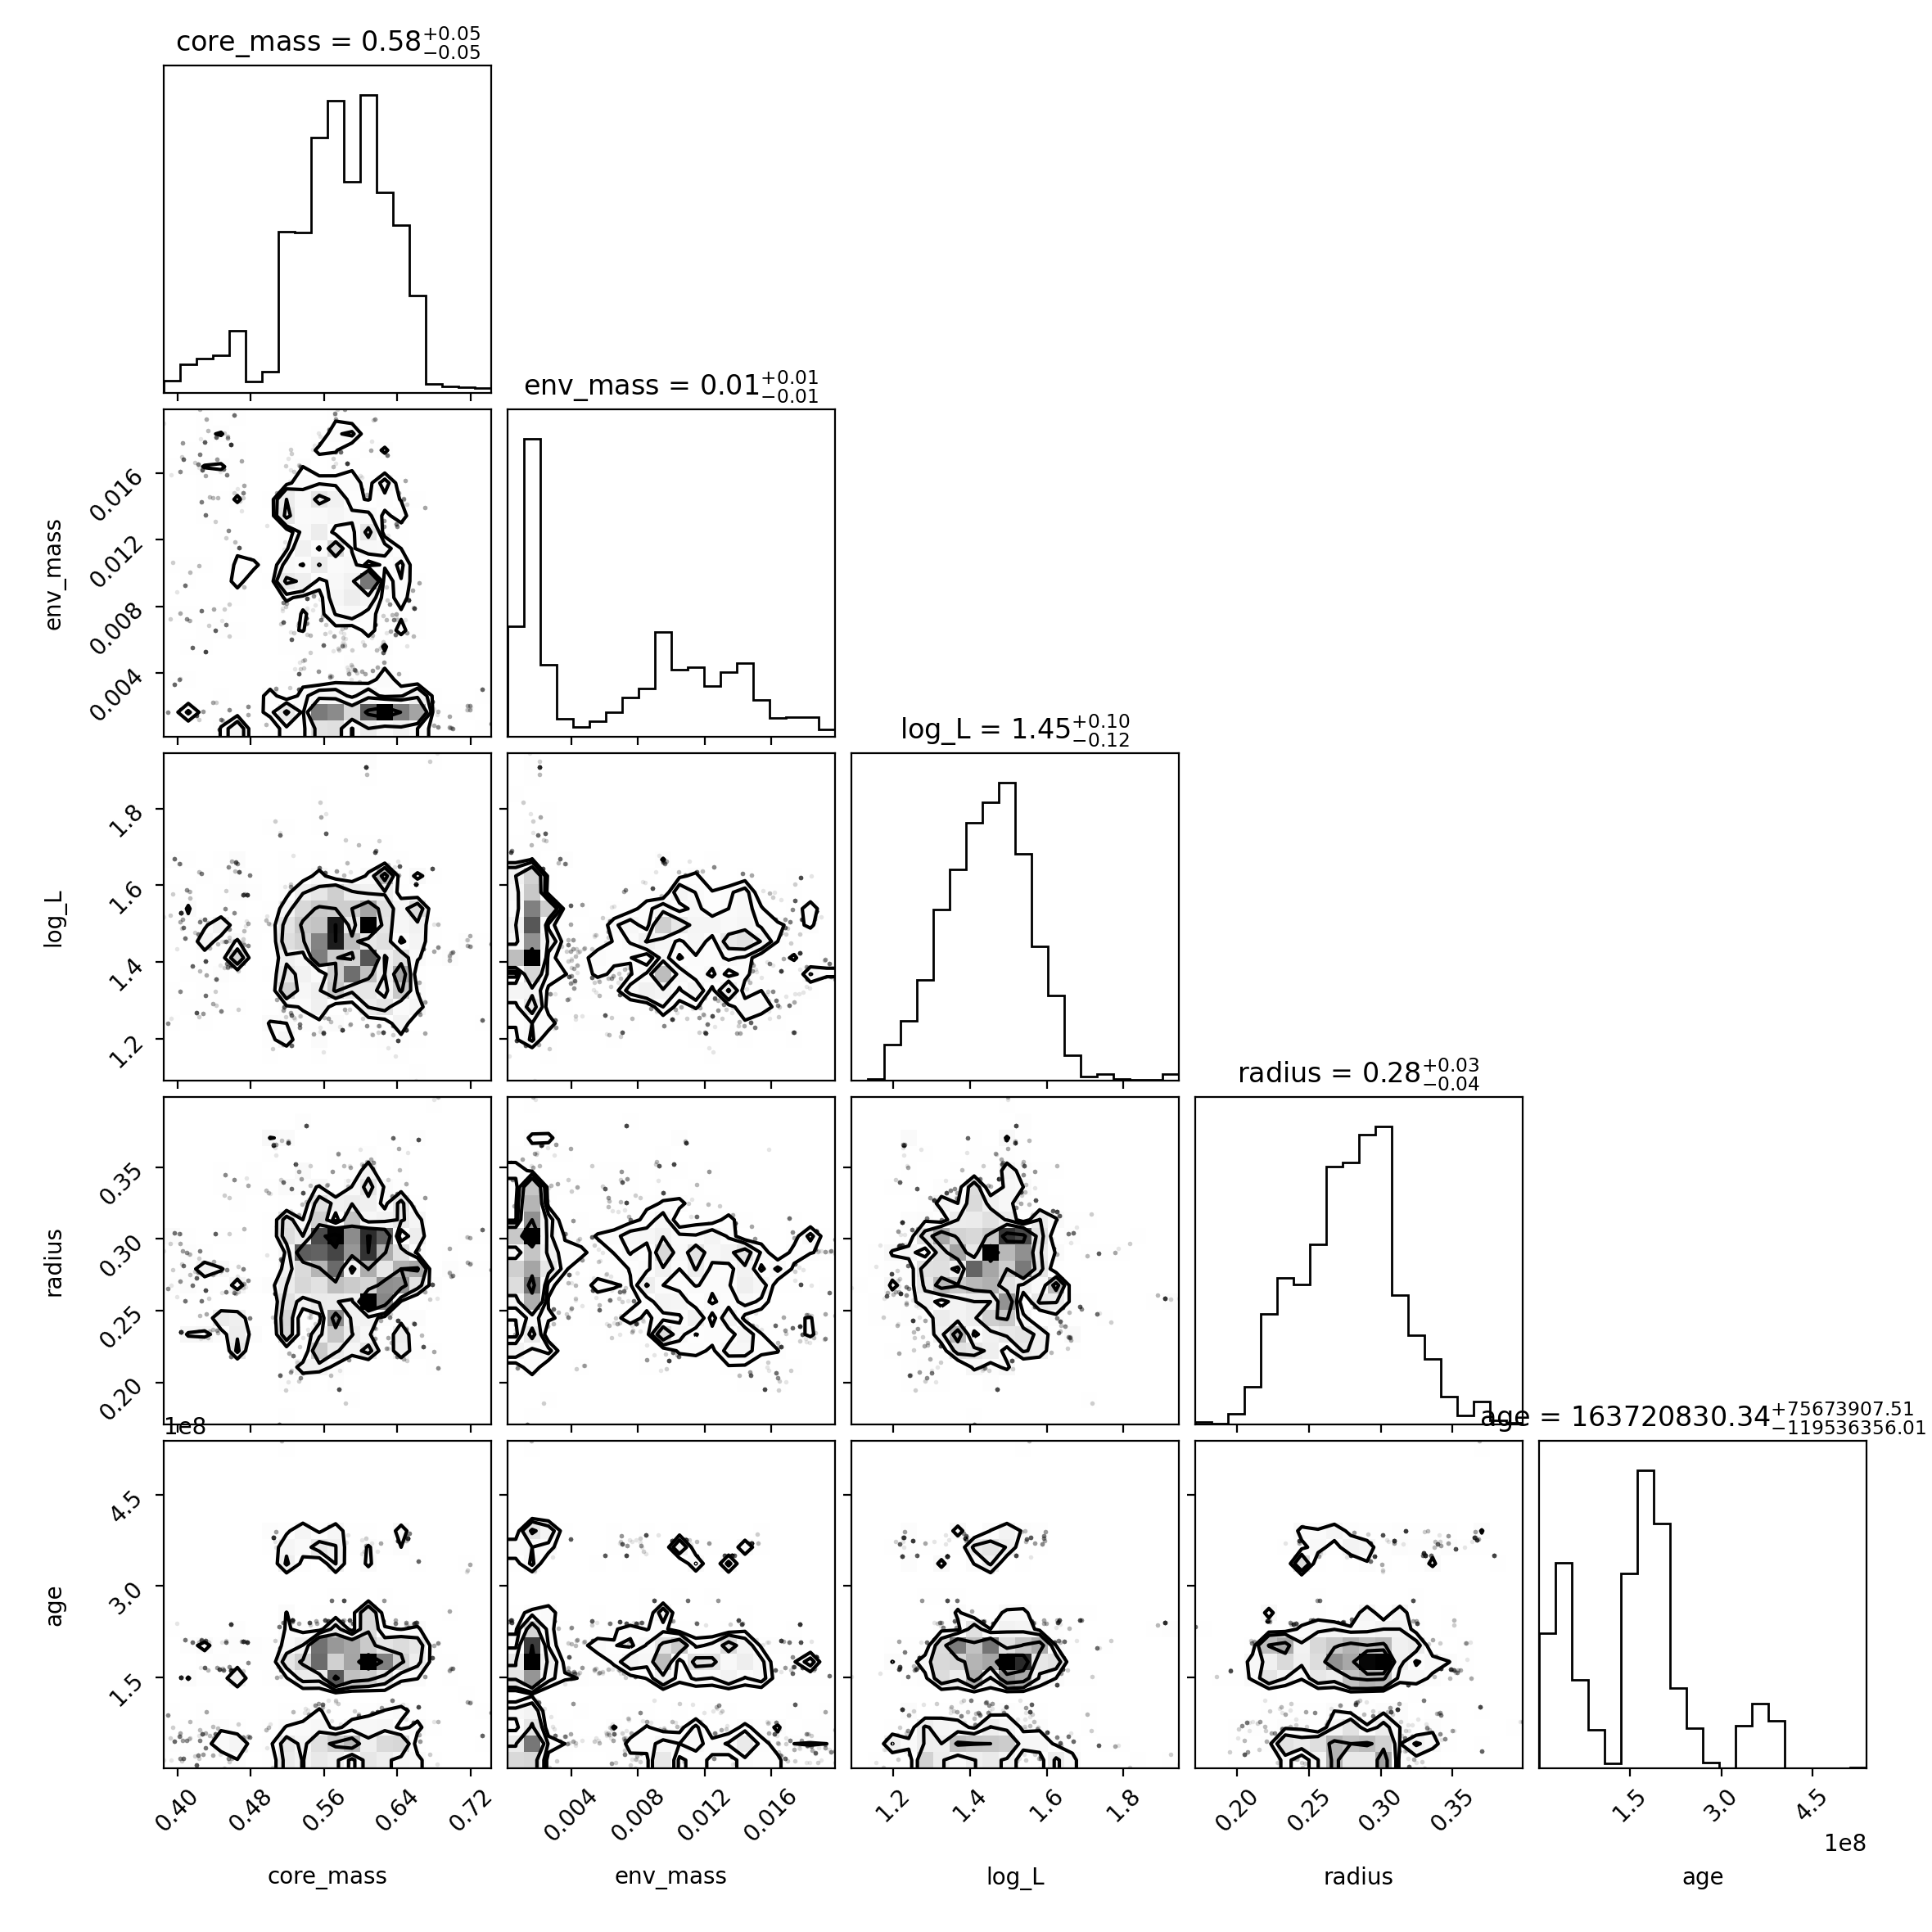 core_mass = 0.58+0.05−0.05
env_mass = 0.01+0.01−0.01
env_mass
0.016
0.012
0.008
0.004
log_L = 1.45+0.10−0.12
log_L
1.8
1.6
1.4
1.2
radius = 0.28+0.03−0.04
radius
0.35
0.30
0.25
0.20
1e8
age = 163720830.34+75673907.51−119536356.01
age
4.5
3.0
1.5
0.40 0.48 0.56 0.64 0.72
0.004 0.008 0.012 0.016
1.2 1.4 1.6 1.8
0.20 0.25 0.30 0.35
1.5 3.0 4.5
1e8
core_mass env_mass log_L radius age